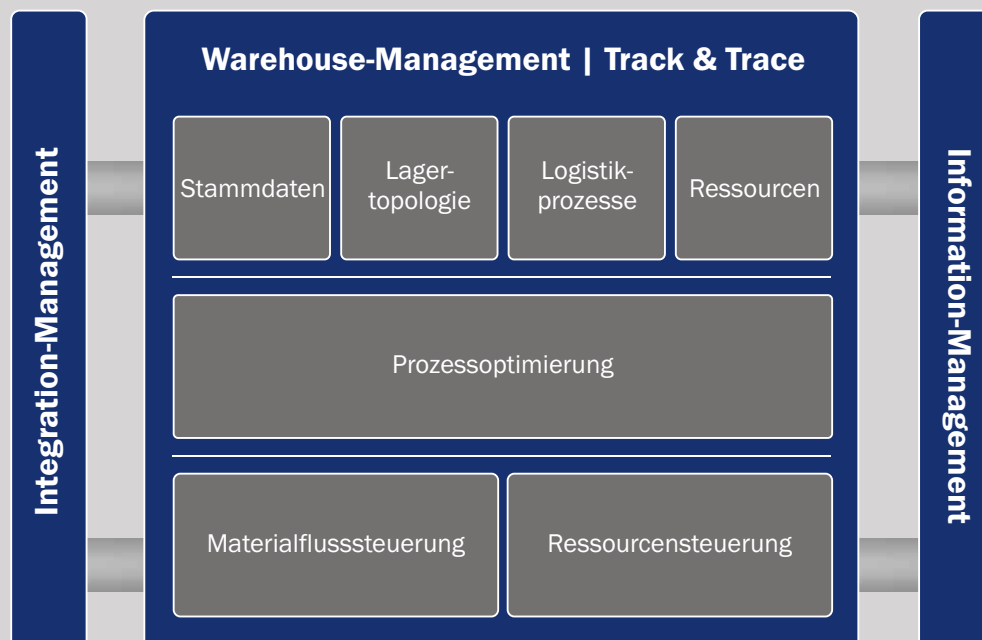 Integration-Management
Warehouse-Management | Track & Trace
Stammdaten
Lager-
topologie
Logistik-
prozesse
Ressourcen
Prozessoptimierung
Materialflusssteuerung
Ressourcensteuerung
Information-Management